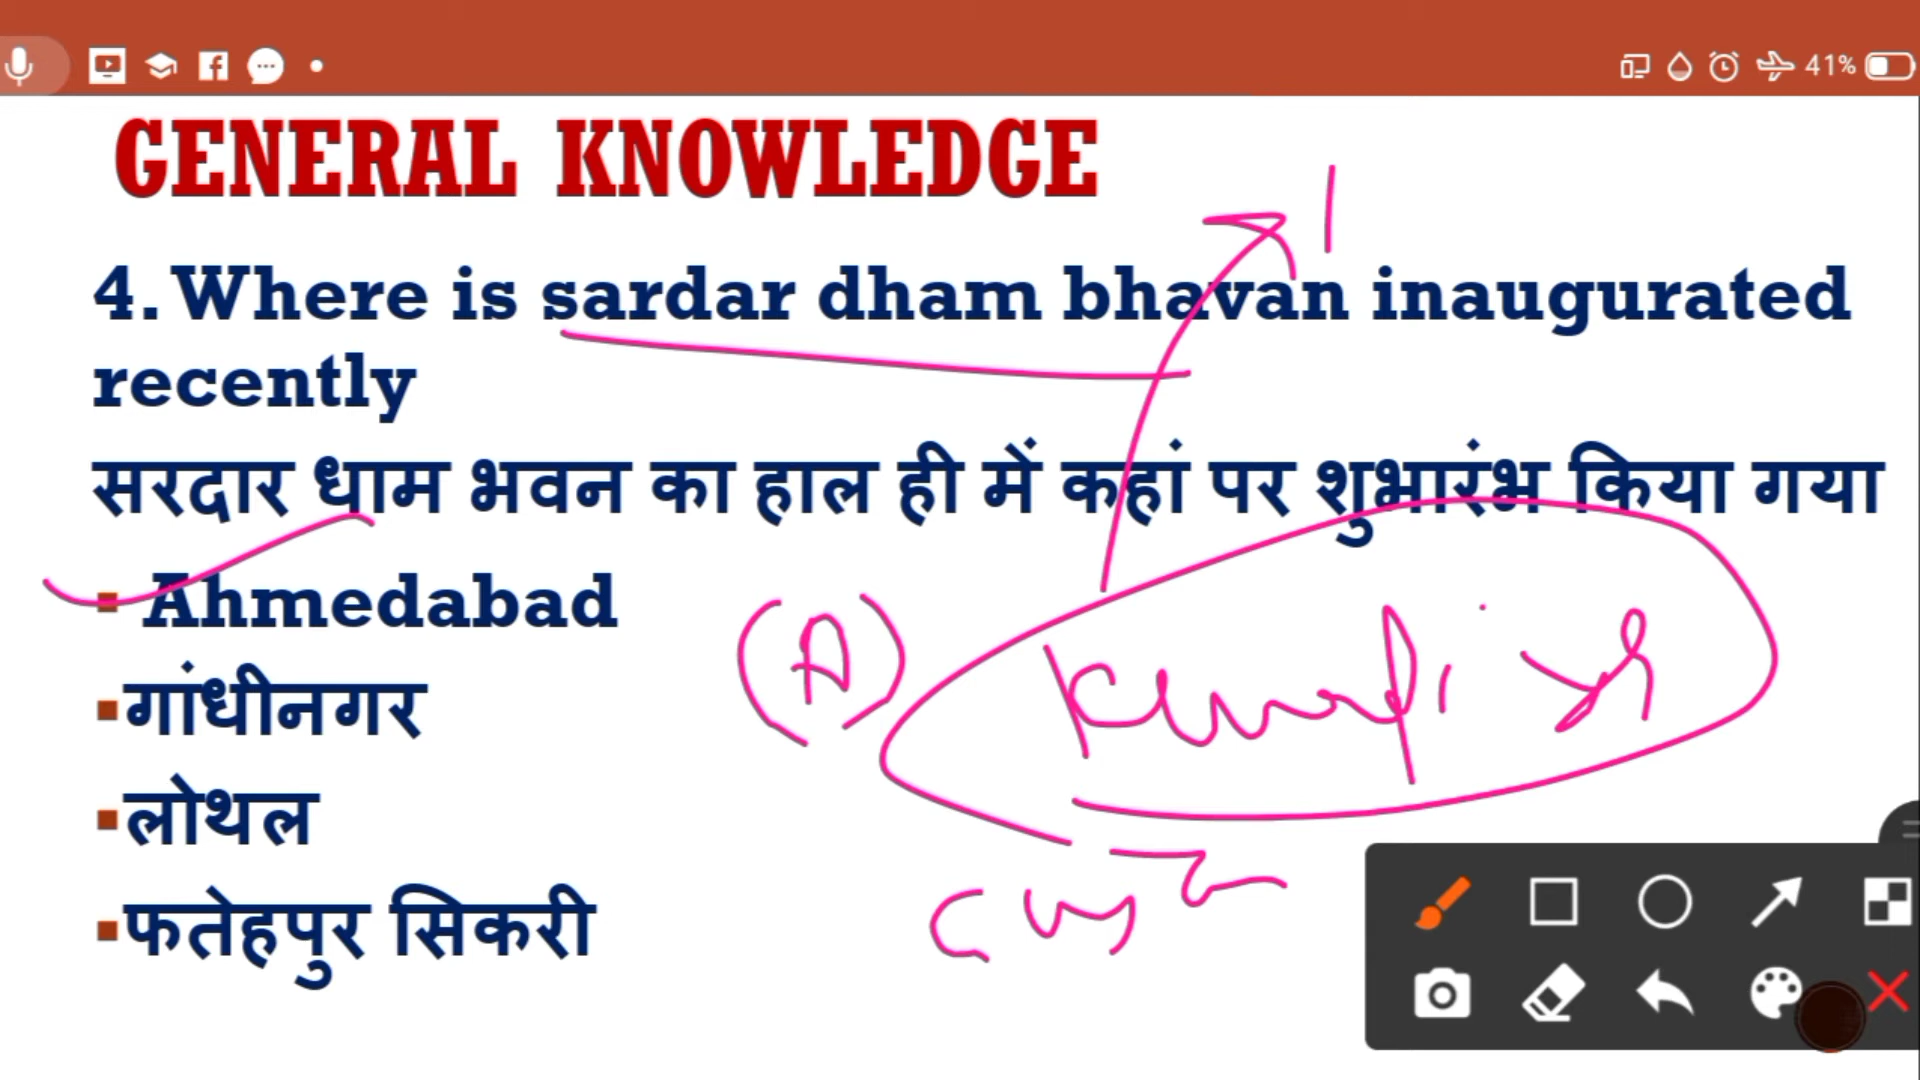 41%
GENERAL KNOWLEDGE
4. Where is sardar dham bhavan inaugurated
recently
सरदार धाम भवन का हाल ही में कहां पर शुभारंभ किया गया
Ahmedabad
(A)
गांधीनगर
लोथल
फतेहपुर सिकरी